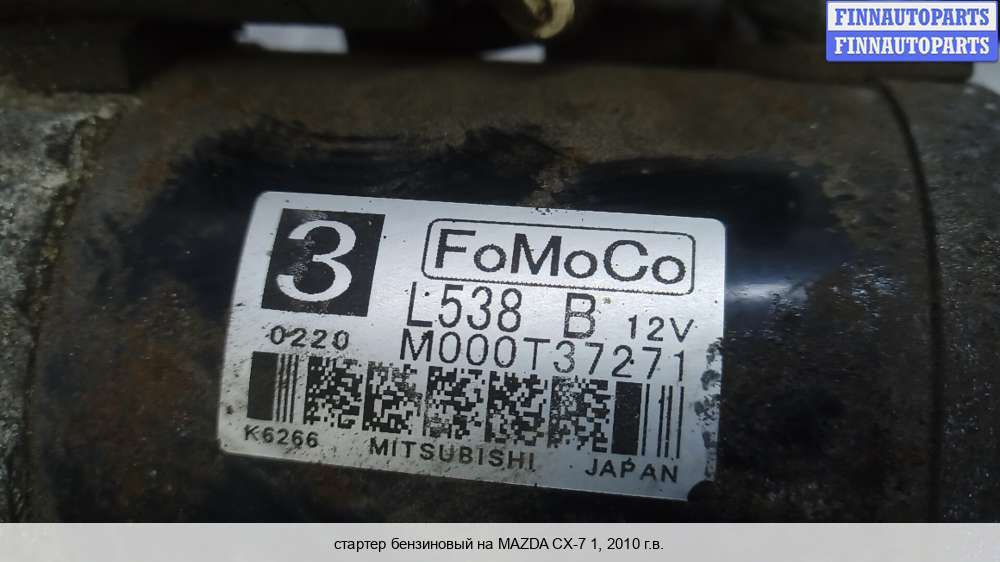 FINNAUTOPARTS
FINNAUTOPARTS
3
FoMoCo
L538 B 12V
0220 M000T37271
K6266 MITSUBISHI JAPAN
стартер бензиновый на MAZDA CX-7 1, 2010 г.в.